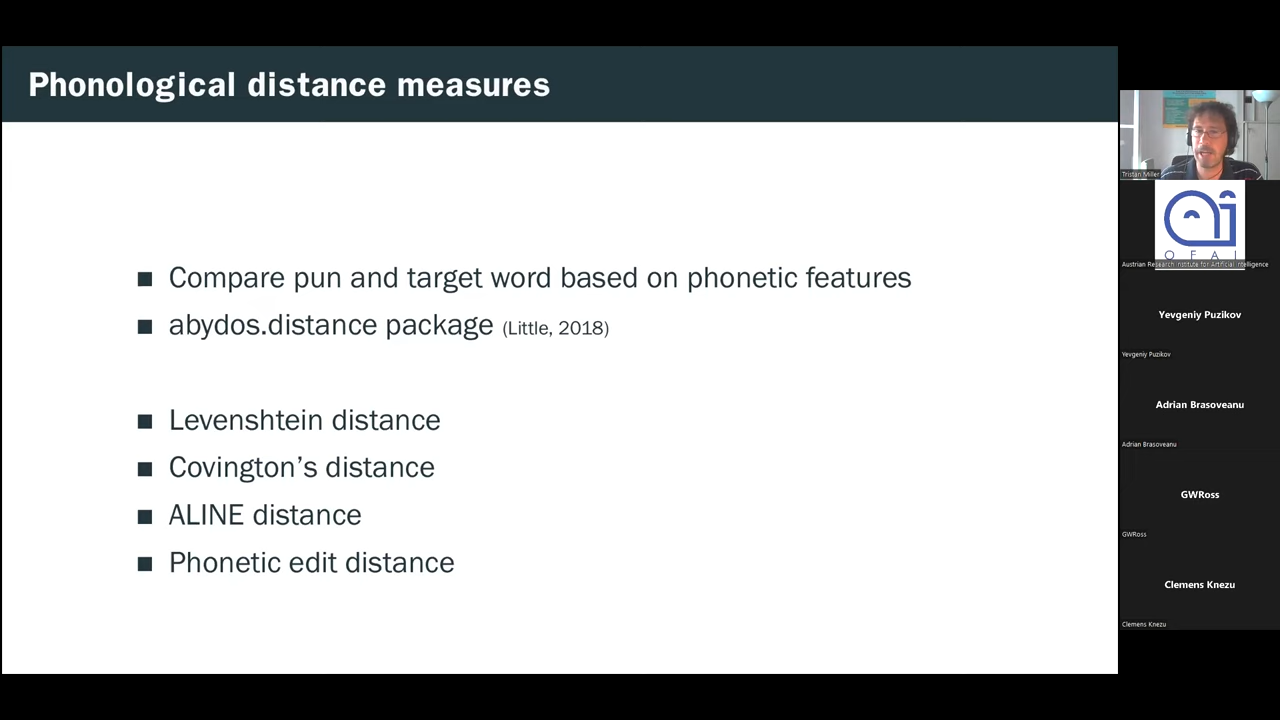 Phonological distance measures
■ Compare pun and target word based on phonetic features
■ abydos.distance package (Little, 2018)
■ Levenshtein distance
■ Covington’s distance
■ ALINE distance
■ Phonetic edit distance
Tristan Miller
OFAI
Austrian Research Institute for Artificial Intelligence
Yevgeniy Puzikov
Yevgeniy Puzikov
Adrian Brasoveanu
Adrian Brasoveanu
GWRoss
GWRoss
Clemens Knezu
Clemens Knezu